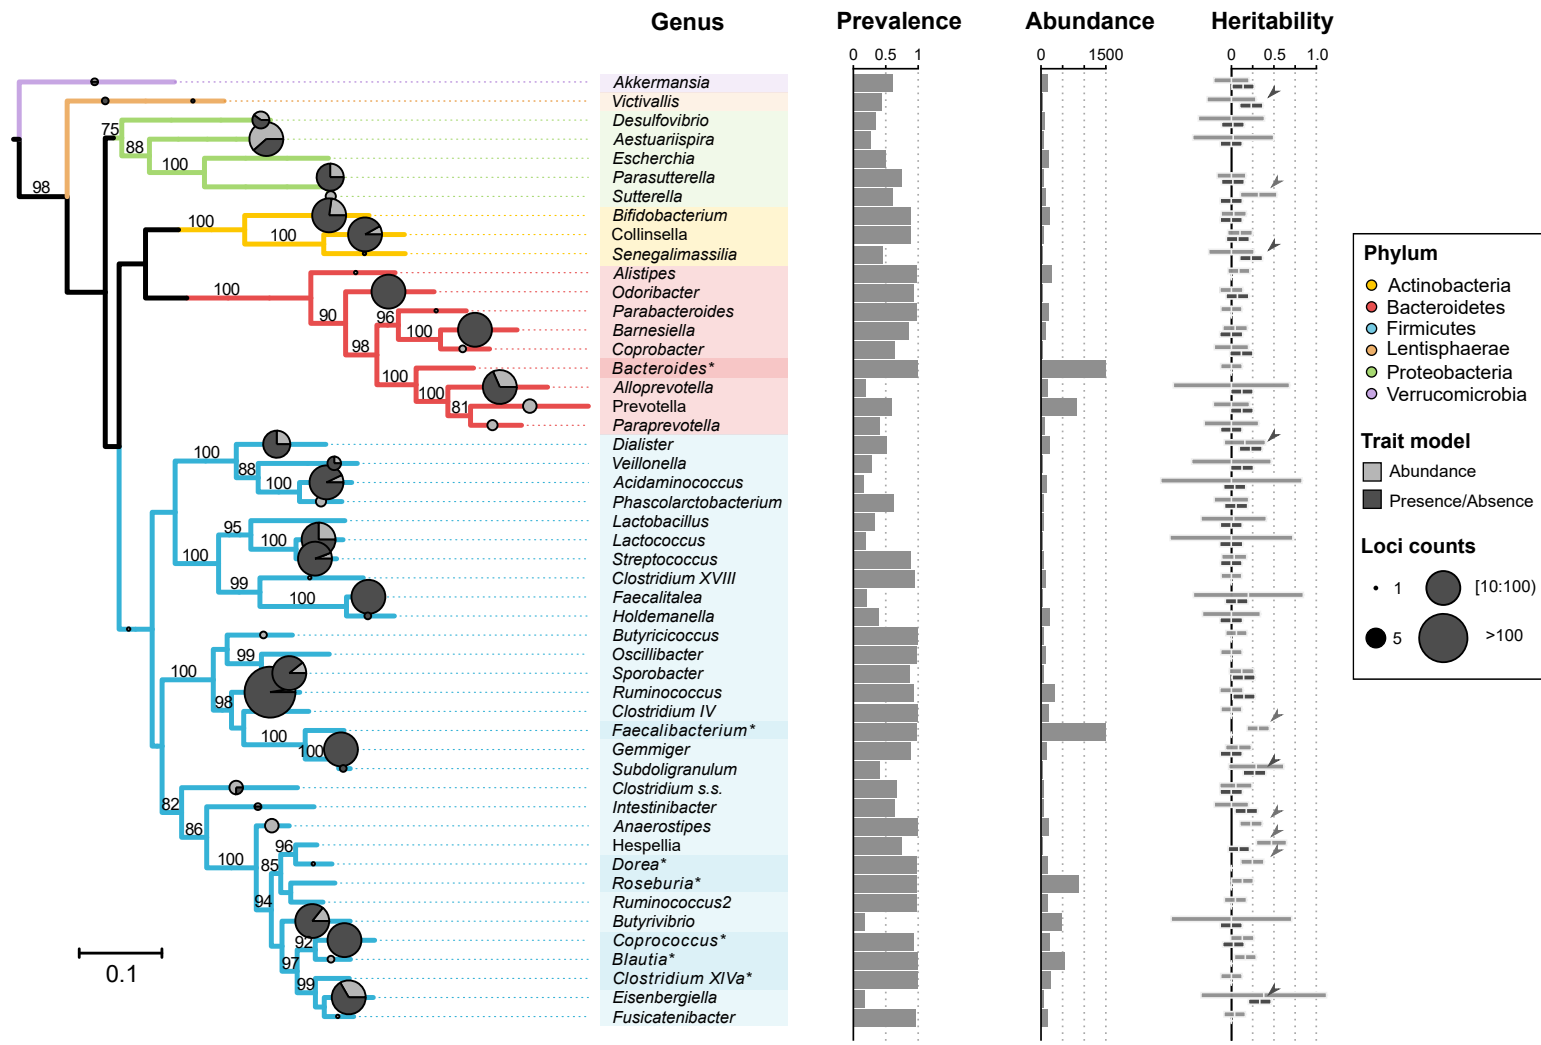 Genus Prevalence Abundance Heritability
0 0.5 1 0 1500 0 0.5 1.0
Akkermansia
Victivallis
75 Desulfovibrio
88 Aestuariispira
100 Escherchia
Parasutterella
98 Sutterella
100 Bifidobacterium
100 Collinsella
Senegalimassilia
Alistipes
100 Odoribacter
90 96 Parabacteroides
100 Barnesiella
98 Coprobacter
100 Bacteroides*
100 Alloprevotella
81 Prevotella
Paraprevotella
100 Dialister
88 Veillonella
100 Acidaminococcus
Phascolarctobacterium
95 Lactobacillus
100 100 Lactococcus
Streptococcus
99 Clostridium XVIII
100 Faecalitalea
Holdemanella
Butyricicoccus
99 Oscillibacter
100 Sporobacter
98 Ruminococcus
Clostridium IV
100 Faecalibacterium*
100 Gemmiger
Subdoligranulum
82 Clostridium s.s.
86 Intestinibacter
Anaerostipes
100 96 Hespellia
85 Dorea*
Roseburia*
94 Ruminococcus2
Butyrivibrio
92 Coprococcus*
97 Blautia*
99 Clostridium XIVa*
Eisenbergiella
Fusicatenibacter
0.1
Phylum
Actinobacteria
Bacteroidetes
Firmicutes
Lentisphaerae
Proteobacteria
Verrucomicrobia
Trait model
Abundance
Presence/Absence
Loci counts
1 [10:100)
5 >100